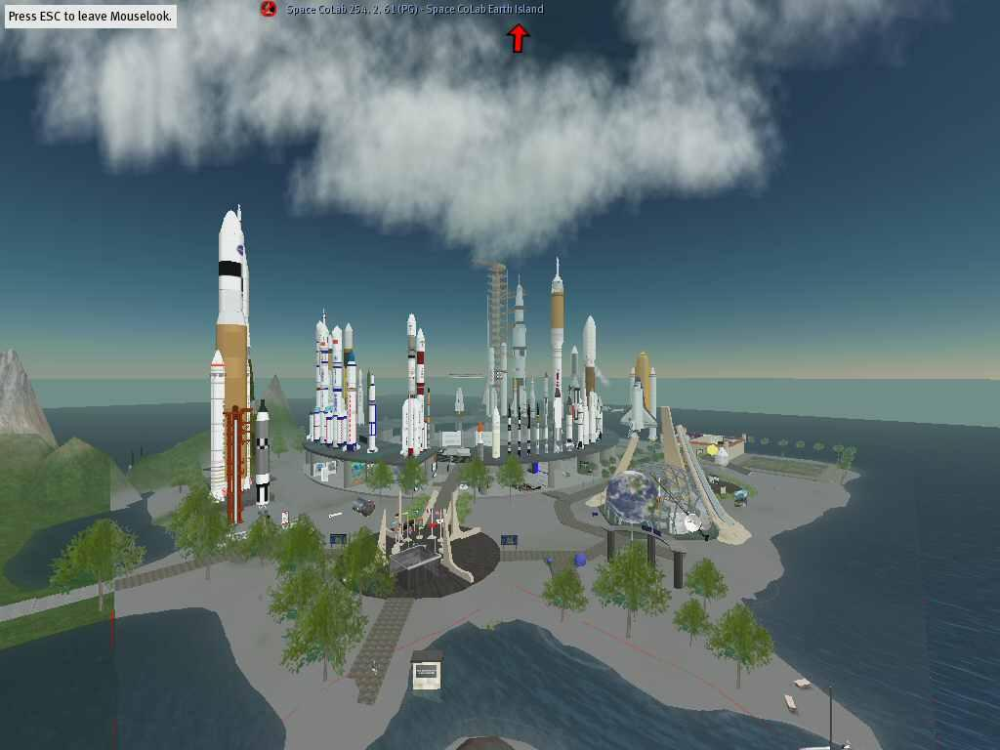 Press ESC to leave Mouselook.
Space CoLab 254, 2, 61 (PG) - Space CoLab Earth Island